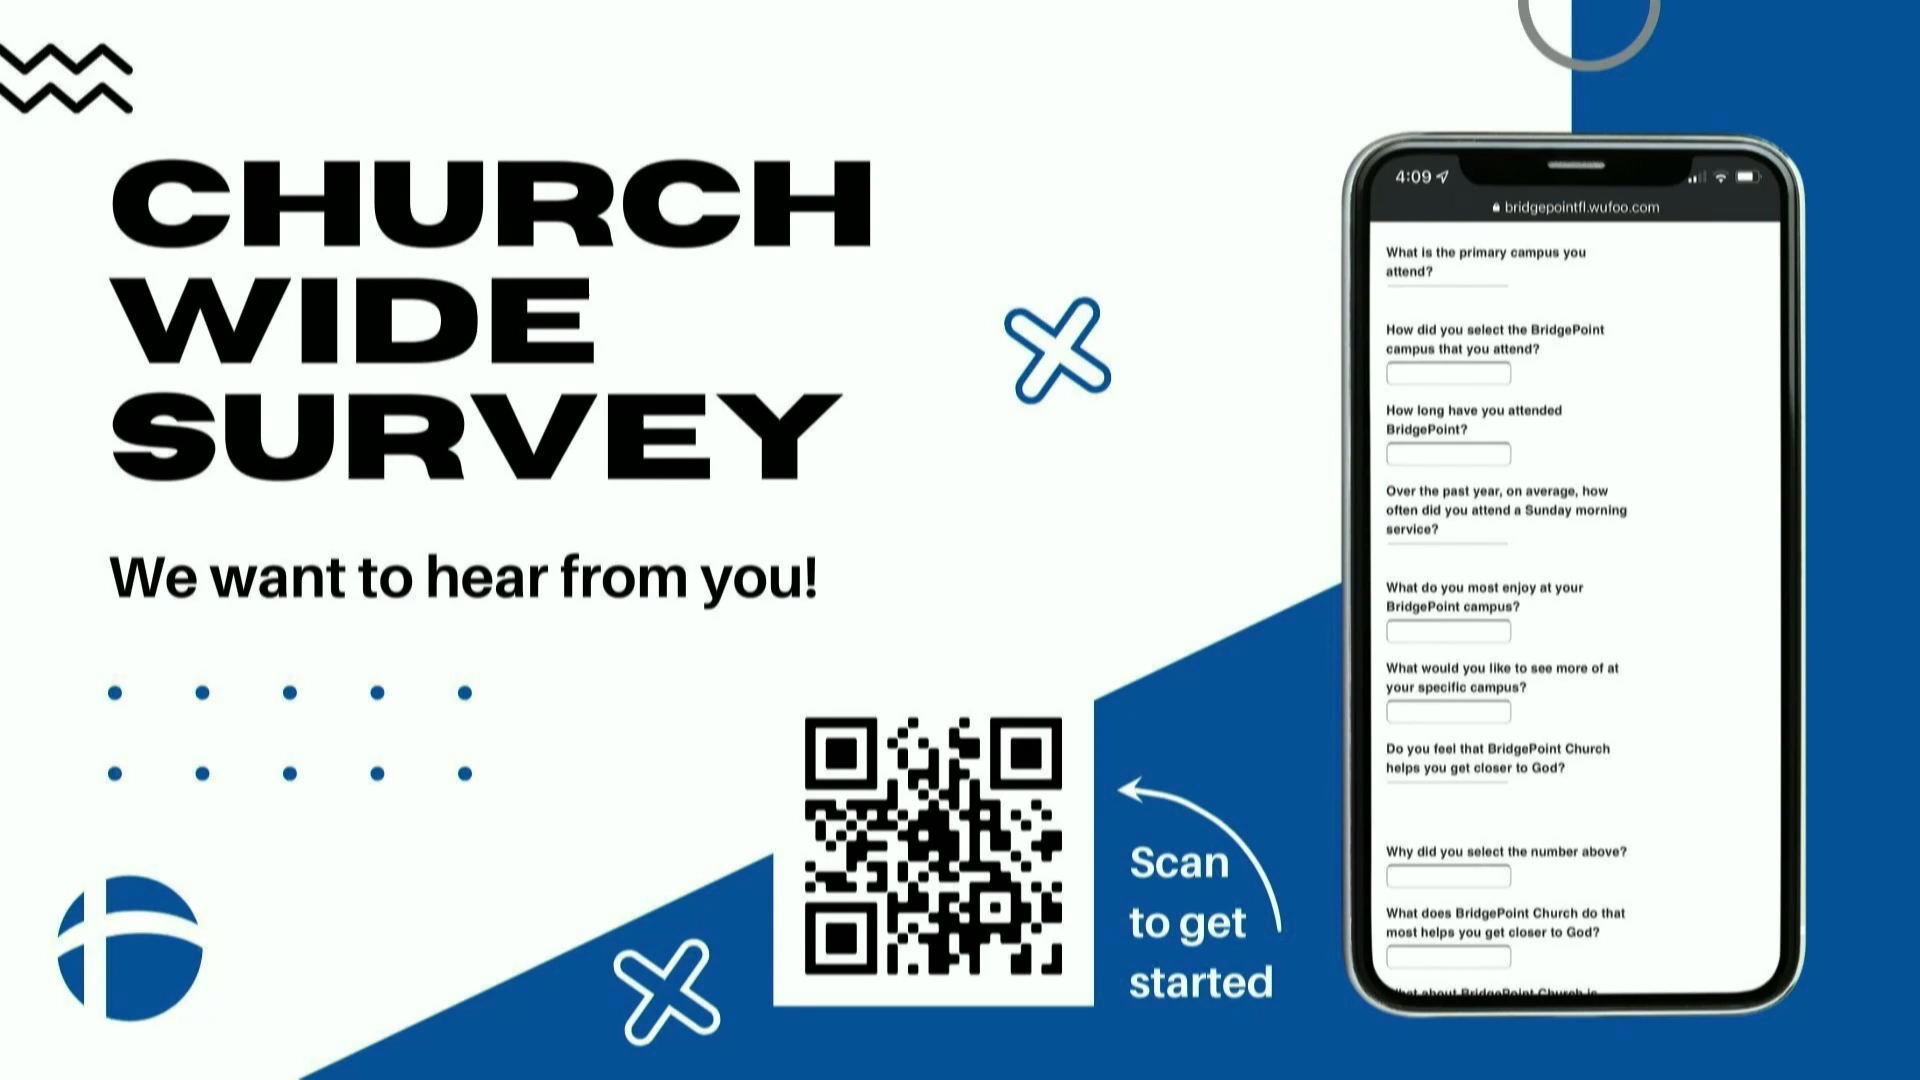 CHURCH
WIDE
SURVEY
We want to hear from you!
Scan
to get
started
4:09
bridgepointfl.wufoo.com
What is the primary campus you
attend?
How did you select the BridgePoint
campus that you attend?
How long have you attended
BridgePoint?
Over the past year, on average, how
often did you attend a Sunday morning
service?
What do you most enjoy at your
BridgePoint campus?
What would you like to see more of at
your specific campus?
Do you feel that BridgePoint Church
helps you get closer to God?
Why did you select the number above?
What does BridgePoint Church do that
most helps you get closer to God?
about BridgePoint Church is